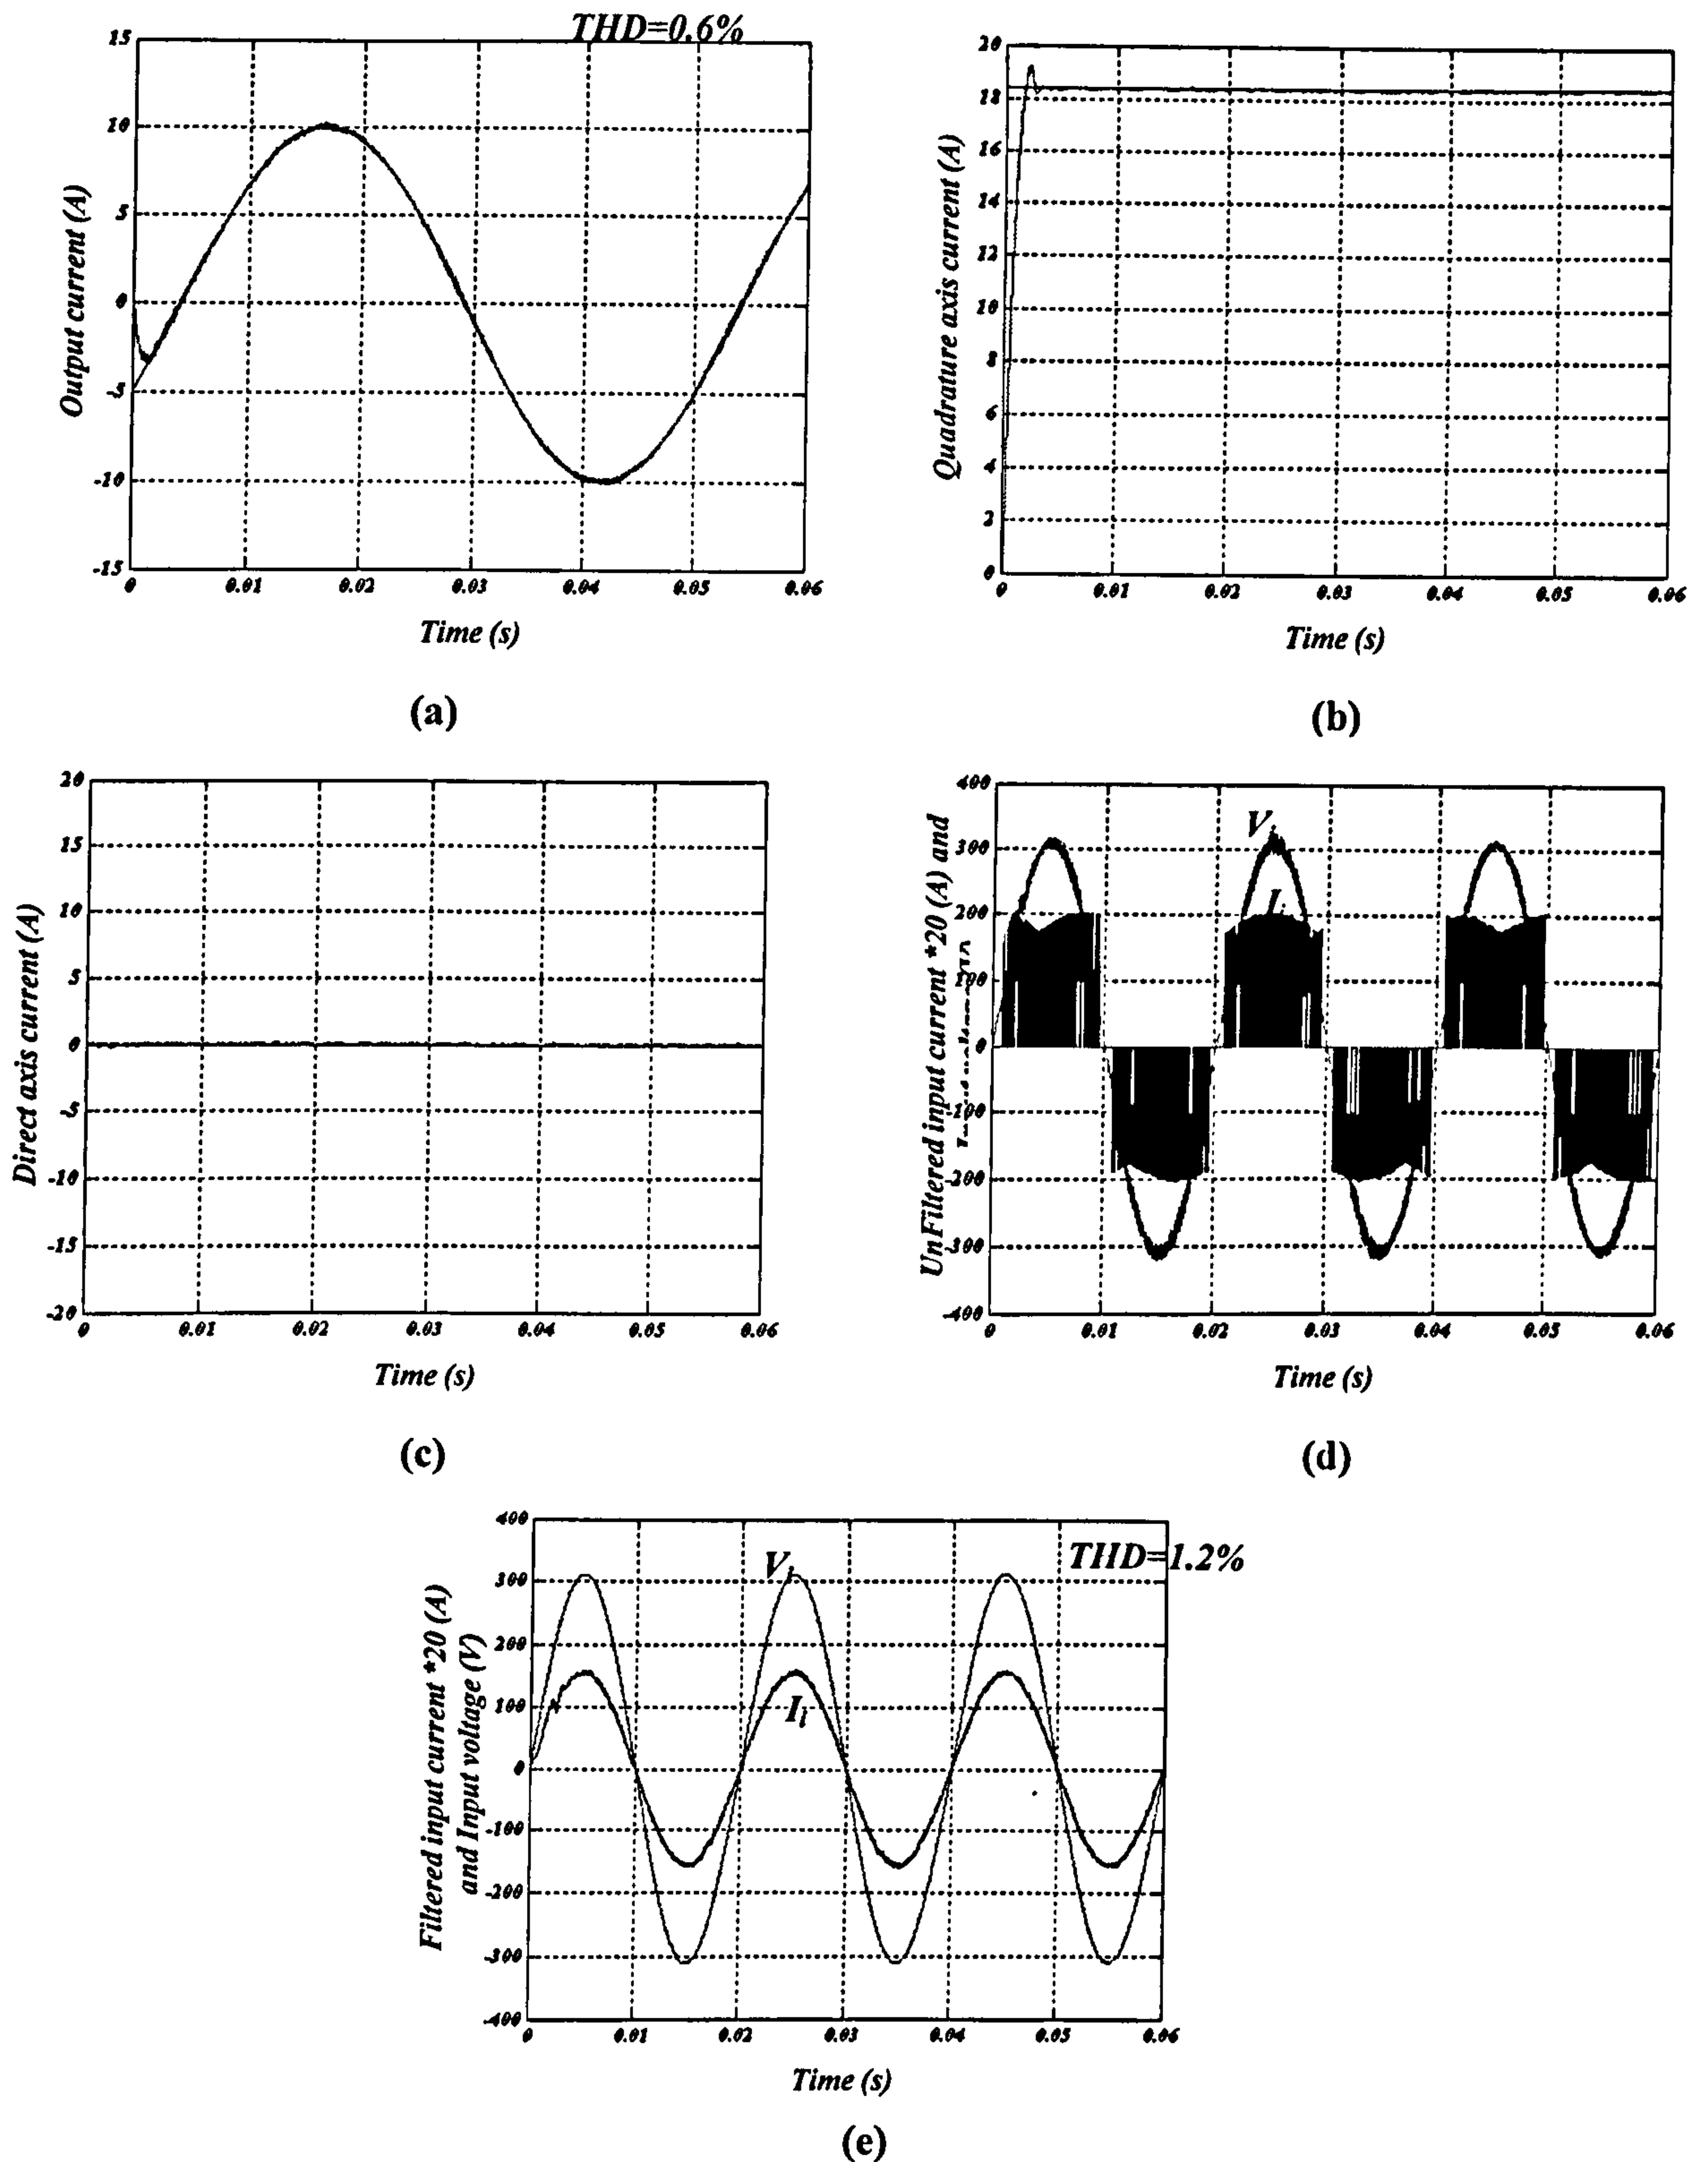 THD=0.6%
15
10
5
0
-5
-10
-15
Output current (A)
0 0.01 0.02 0.03 0.04 0.05 0.06
Time (s)
(a)
20
18
16
14
12
10
8
6
4
2
0
Quadrature axis current (A)
0 0.01 0.02 0.03 0.04 0.05 0.06
Time (s)
(b)
20
15
10
5
0
-5
-10
-15
-20
Direct axis current (A)
0 0.01 0.02 0.03 0.04 0.05 0.06
Time (s)
(c)
400
300
200
100
0
-100
-200
-300
-400
UnFiltered input current *20 (A) and
V
I
0 0.01 0.02 0.03 0.04 0.05 0.06
Time (s)
(d)
400
300
200
100
0
-100
-200
-300
-400
Filtered input current *20 (A)
and Input voltage (V)
THD=1.2%
Vi
Ii
0 0.01 0.02 0.03 0.04 0.05 0.06
Time (s)
(e)